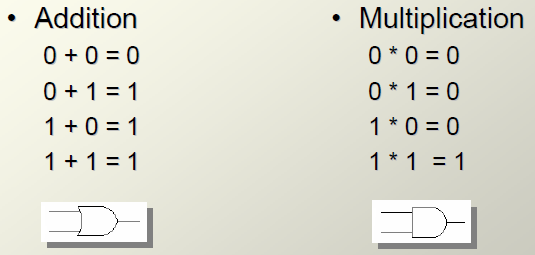 • Addition
0 + 0 = 0
0 + 1 = 1
1 + 0 = 1
1 + 1 = 1
• Multiplication
0 * 0 = 0
0 * 1 = 0
1 * 0 = 0
1 * 1 = 1